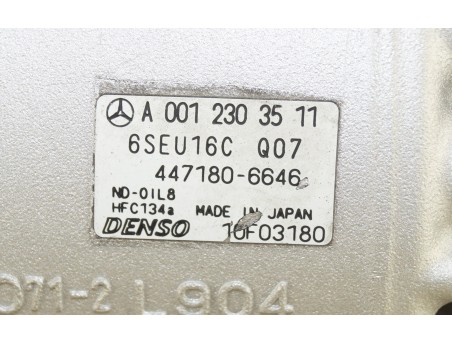 A 001 230 35 11
6SEU16C Q07
447180-6646
ND-OIL8
HFC134a MADE IN JAPAN
DENSO 10F03180
071-2 L904